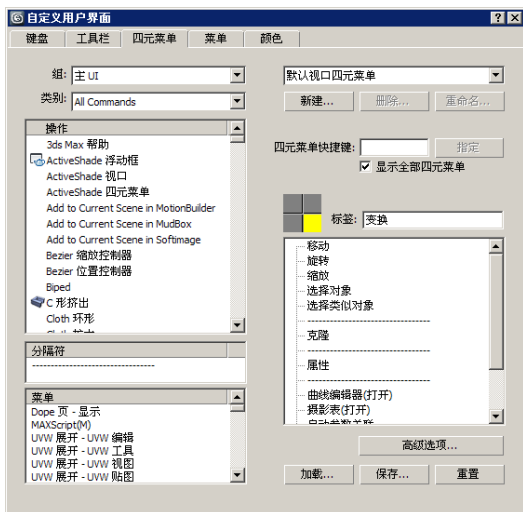 自定义用户界面
键盘 工具栏 四元菜单 菜单 颜色
组: 主 UI
类别: All Commands
操作
3ds Max 帮助
ActiveShade 浮动框
ActiveShade 视口
ActiveShade 四元菜单
Add to Current Scene in MotionBuilder
Add to Current Scene in MudBox
Add to Current Scene in Softimage
Bezier 缩放控制器
Bezier 位置控制器
Biped
C 形挤出
Cloth 环形
分隔符
----------------------------------
菜单
Dope 页 - 显示
MAXScript(M)
UVW 展开 - UVW 编辑
UVW 展开 - UVW 工具
UVW 展开 - UVW 视图
UVW 展开 - UVW 贴图
默认视口四元菜单
新建... 删除... 重命名...
四元菜单快捷键: 指定
显示全部四元菜单
标签: 变换
移动
旋转
缩放
选择对象
选择类似对象
----------------------------------
克隆
----------------------------------
属性
----------------------------------
曲线编辑器(打开)
摄影表(打开)
高级选项...
加载... 保存... 重置